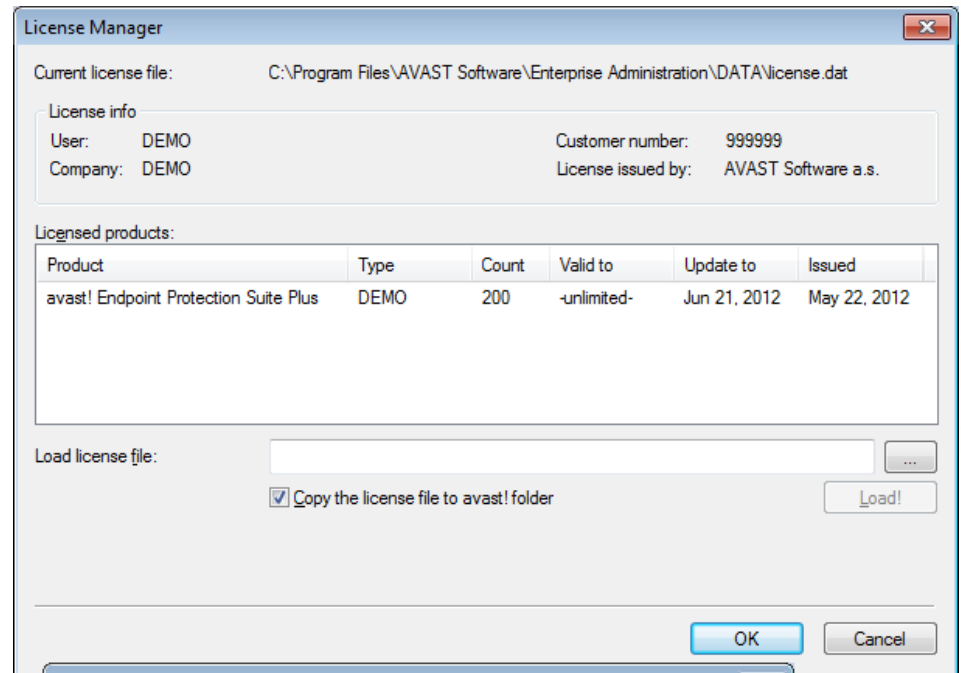 License Manager
Current license file: C:\Program Files\AVAST Software\Enterprise Administration\DATA\license.dat
License info
User: DEMO Customer number: 999999
Company: DEMO License issued by: AVAST Software a.s.
Licensed products:
Product Type Count Valid to Update to Issued
avast! Endpoint Protection Suite Plus DEMO 200 -unlimited- Jun 21, 2012 May 22, 2012
Load license file: ...
Copy the license file to avast! folder Load!
OK Cancel